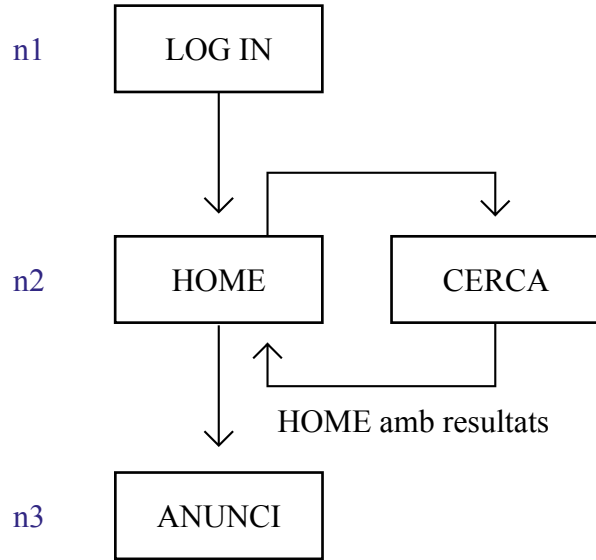 n1
LOG IN
n2
HOME
CERCA
HOME amb resultats
n3
ANUNCI